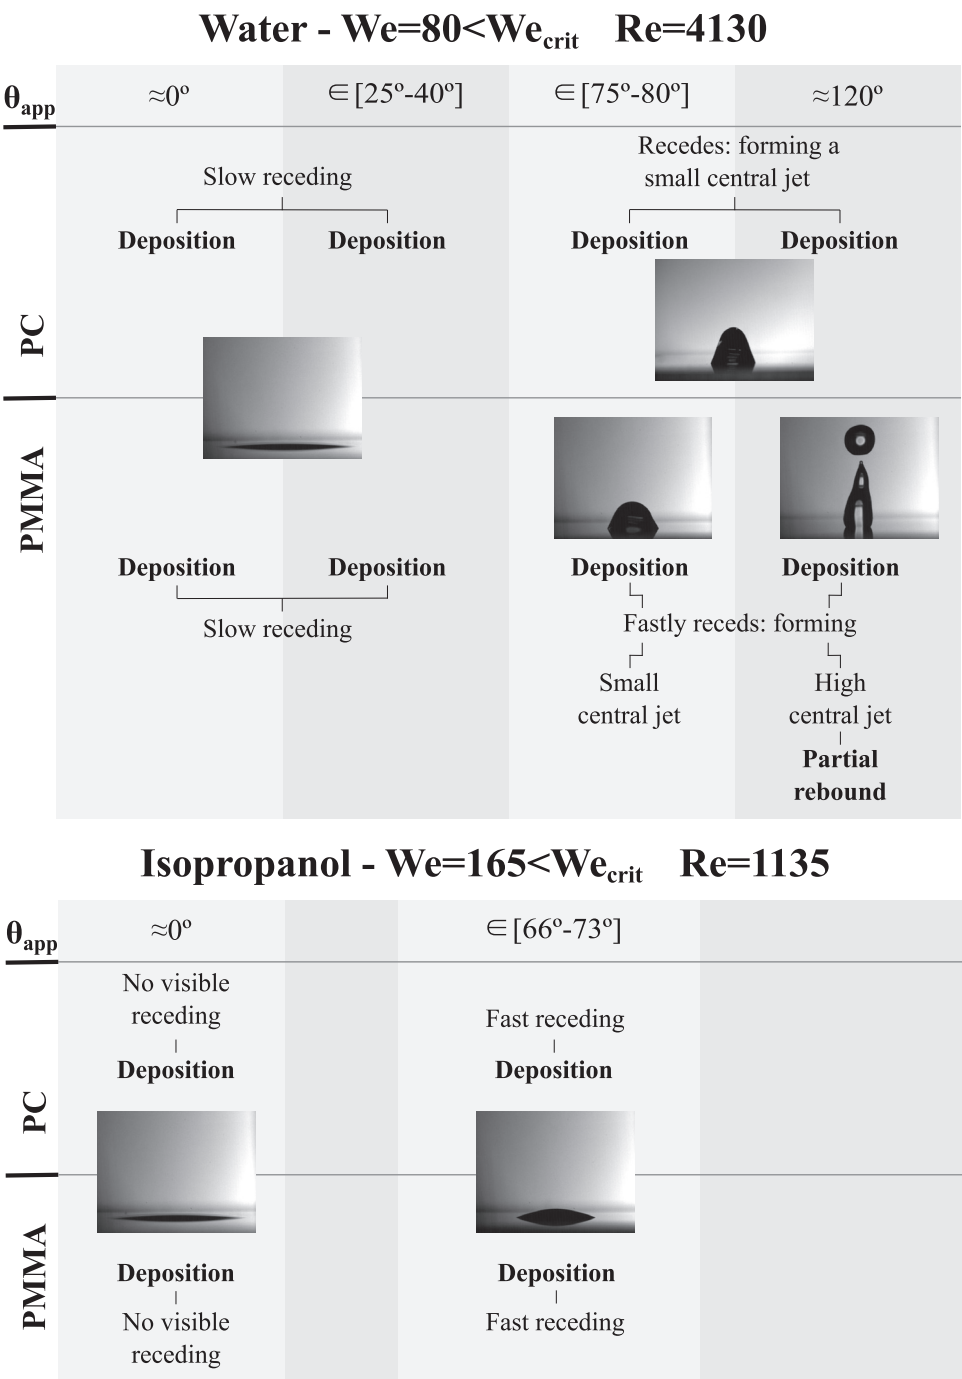 Water - We=80<We_crit Re=4130
θ_app ≈0º ∈[25º-40º] ∈[75º-80º] ≈120º
PC
Slow receding
Deposition Deposition
Recedes: forming a
small central jet
Deposition Deposition
PMMA
Deposition Deposition
Slow receding
Deposition Deposition
Fastly receds: forming
Small
central jet
High
central jet
Partial
rebound
Isopropanol - We=165<We_crit Re=1135
θ_app ≈0º ∈[66º-73º]
PC
No visible
receding
Deposition
Fast receding
Deposition
PMMA
Deposition
No visible
receding
Deposition
Fast receding